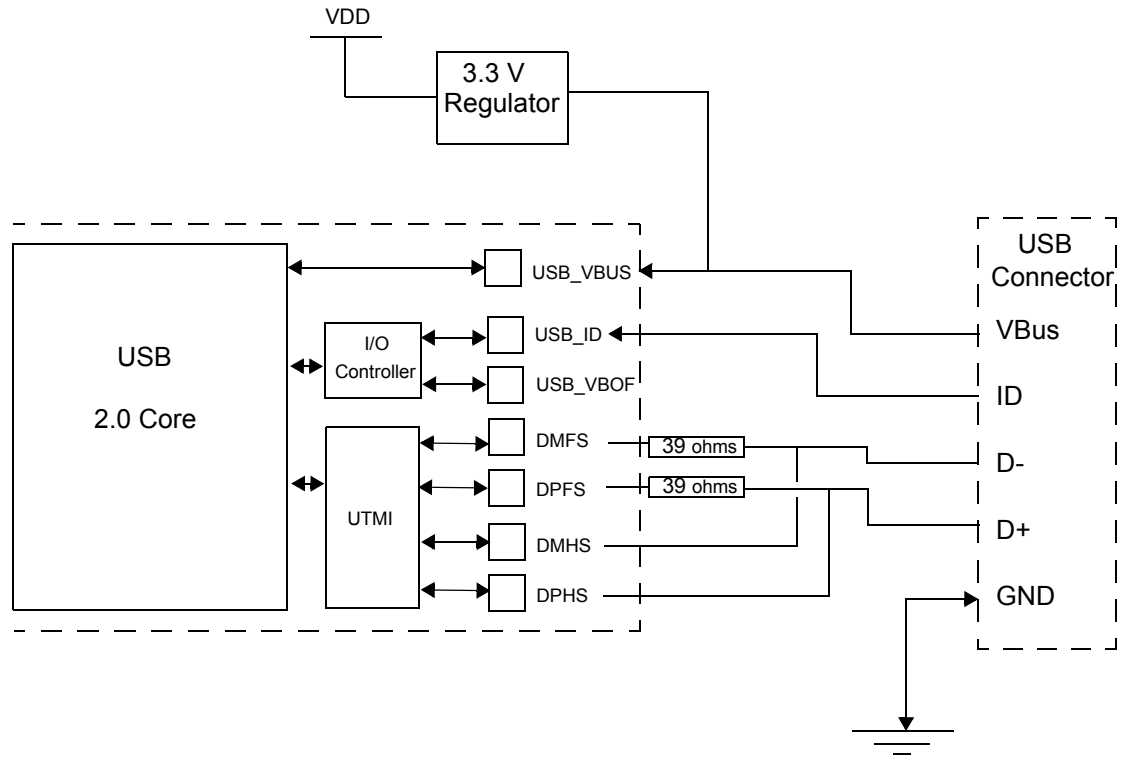 VDD
3.3 V
Regulator
USB
Connector
USB_VBUS
VBus
USB_ID
I/O
Controller
USB
2.0 Core
USB_VBOF
ID
DMFS
39 ohms
D-
DPFS
39 ohms
UTMI
D+
DMHS
DPHS
GND